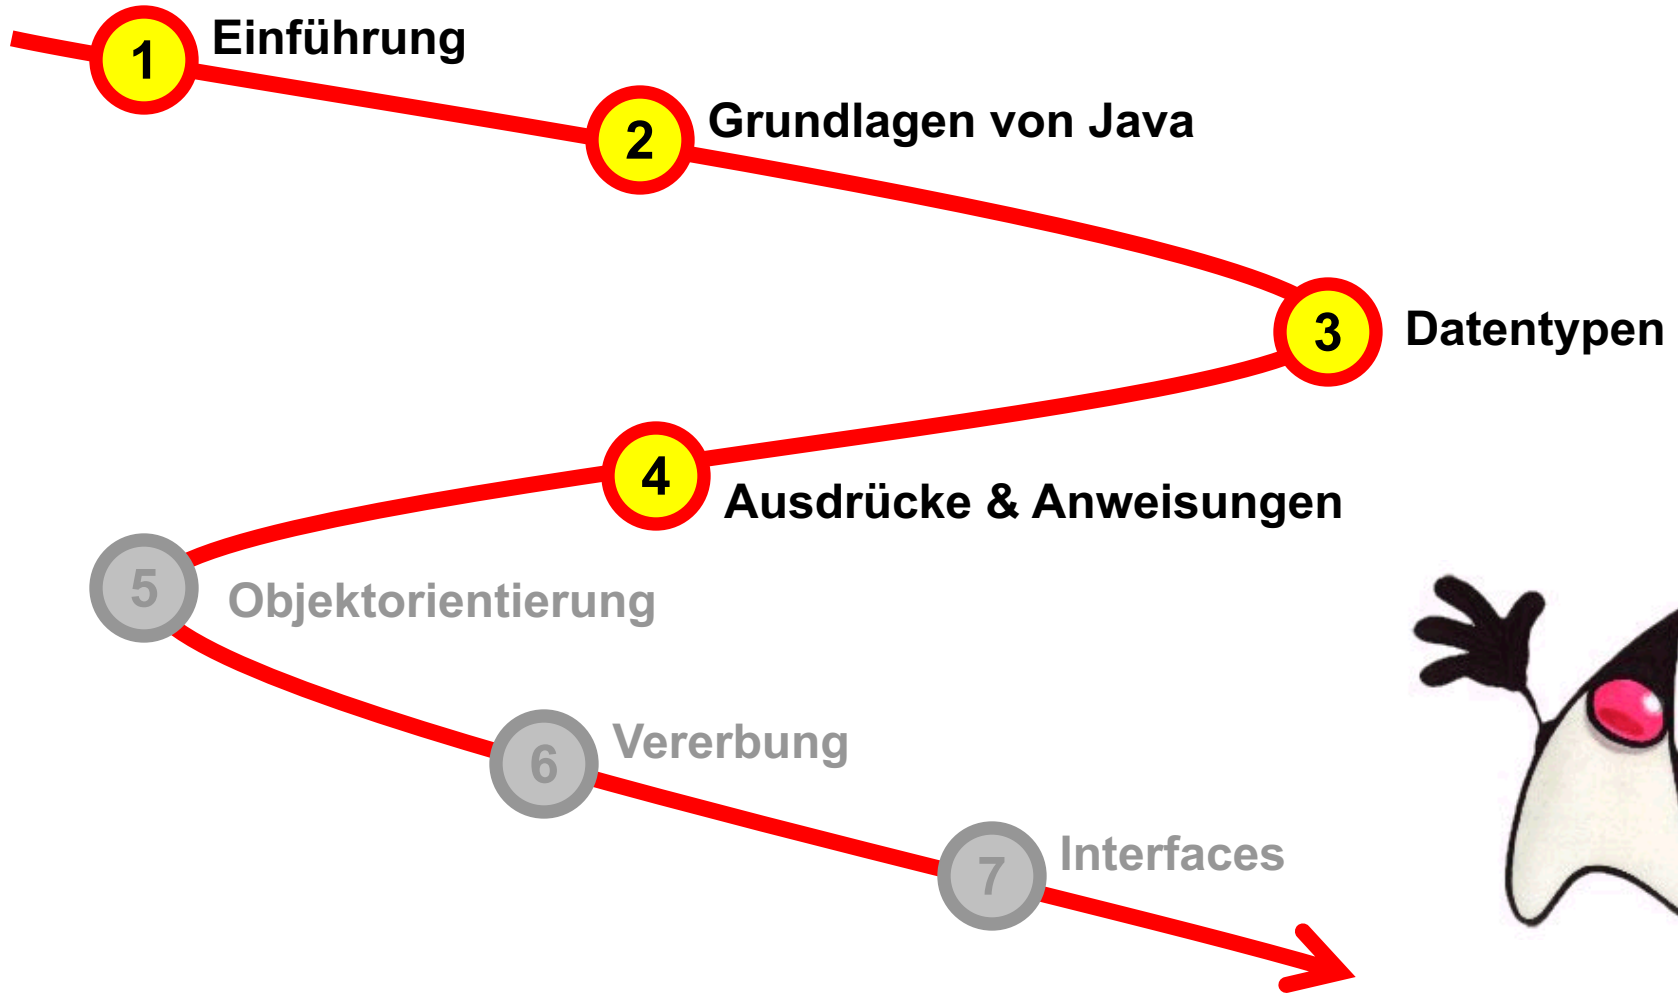 1 Einführung
2 Grundlagen von Java
3 Datentypen
4 Ausdrücke & Anweisungen
5 Objektorientierung
6 Vererbung
7 Interfaces